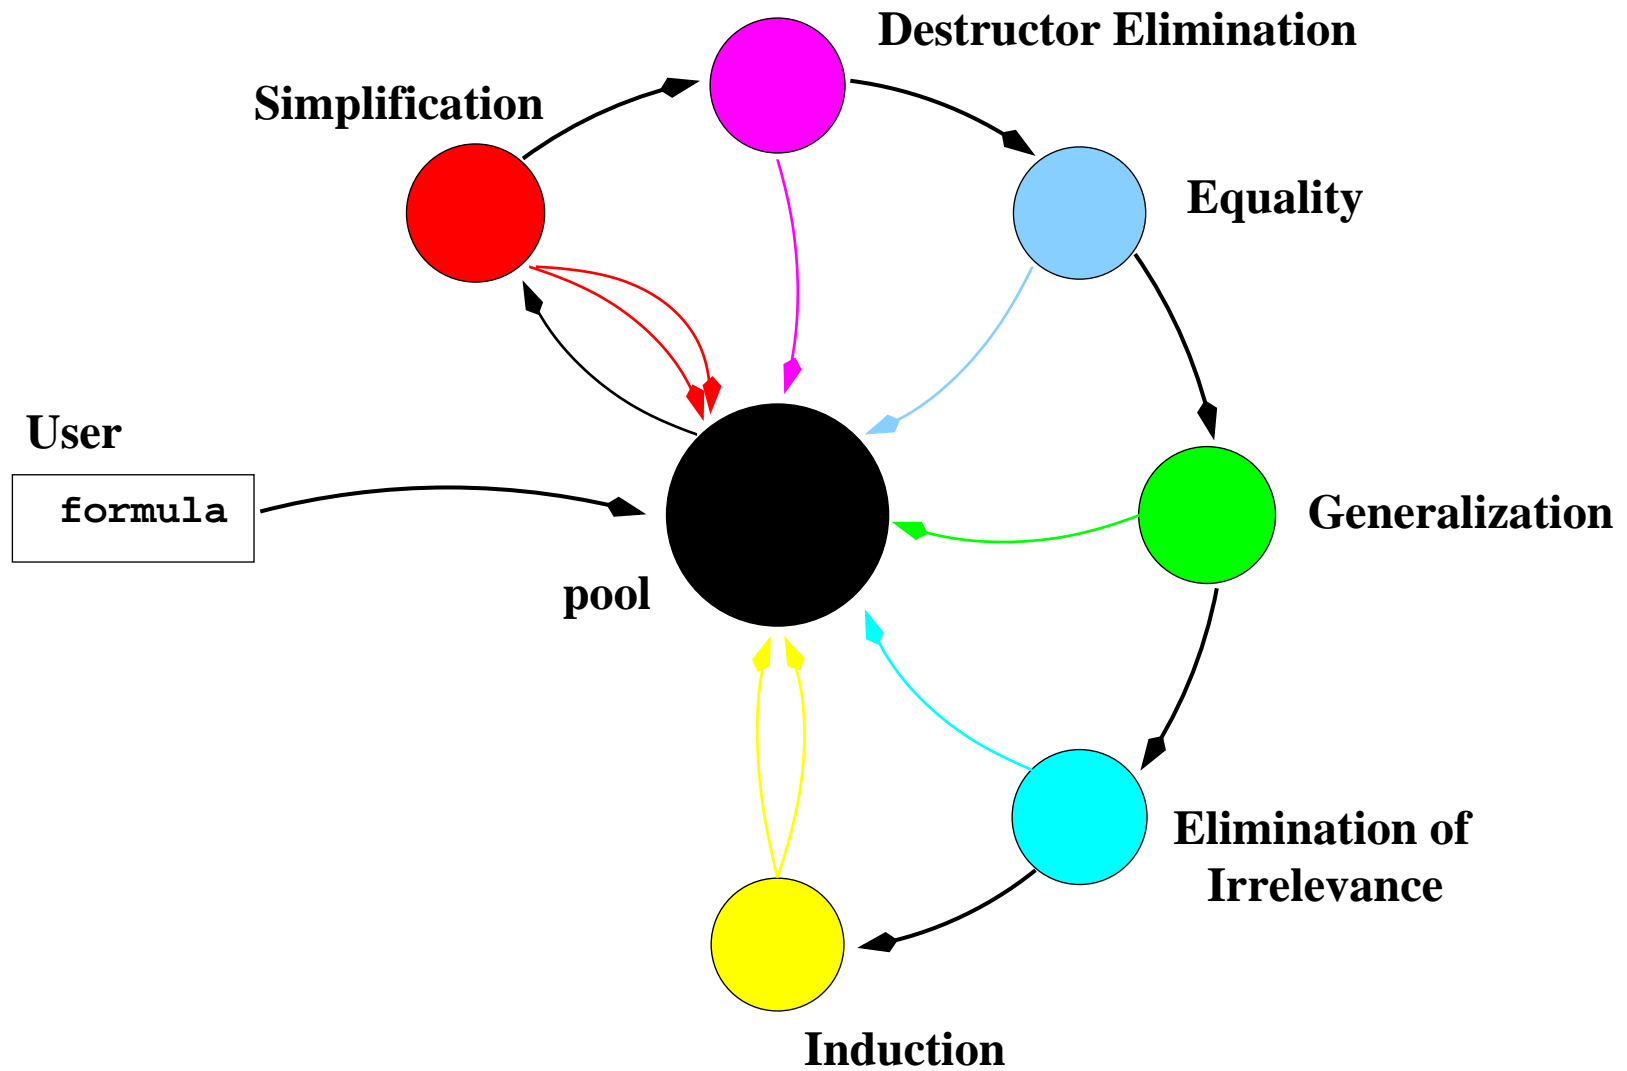 Destructor Elimination
Simplification
Equality
User
formula
Generalization
pool
Elimination of
Irrelevance
Induction